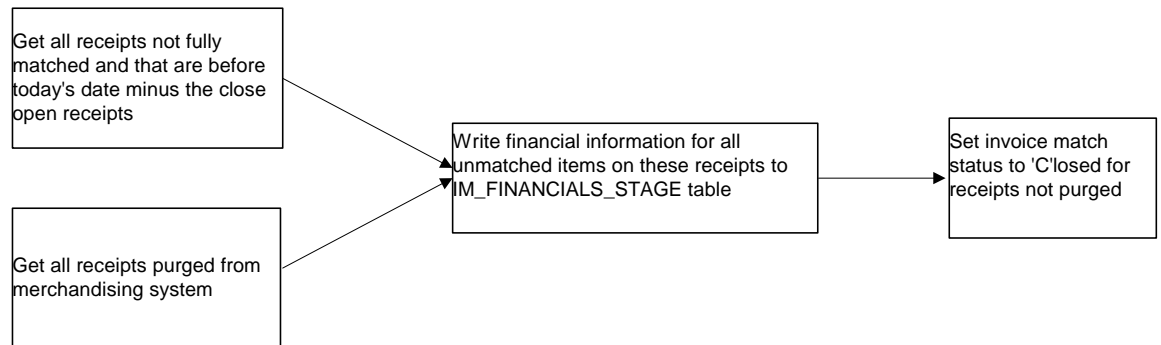 Get all receipts not fully
matched and that are before
today's date minus the close
open receipts
Get all receipts purged from
merchandising system
Write financial information for all
unmatched items on these receipts to
IM_FINANCIALS_STAGE table
Set invoice match
status to 'C'losed for
receipts not purged